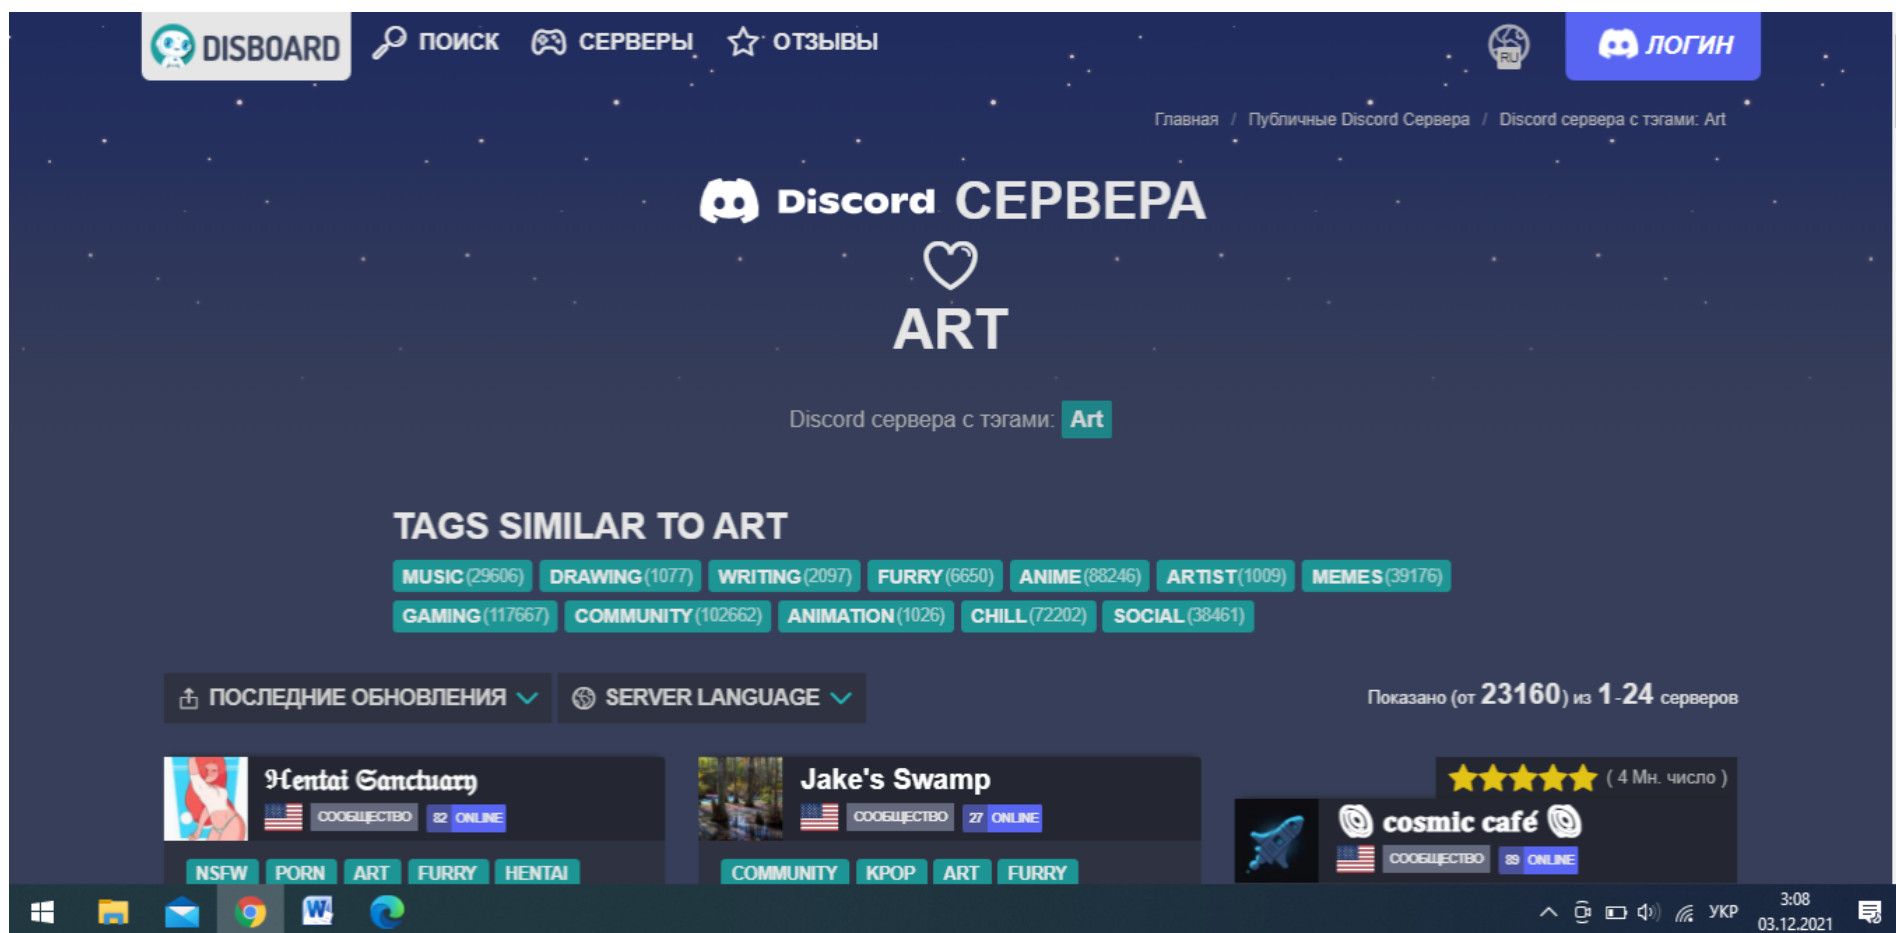 DISBOARD ПОИСК СЕРВЕРЫ ОТЗЫВЫ RU ЛОГИН
Главная / Публичные Discord Сервера / Discord сервера с тэгами: Art
Discord СЕРВЕРА
ART
Discord сервера с тэгами: Art
TAGS SIMILAR TO ART
MUSIC(29606) DRAWING(1077) WRITING(2097) FURRY(6650) ANIME(88246) ARTIST(1009) MEMES(39176)
GAMING(117667) COMMUNITY(102662) ANIMATION(1026) CHILL(72202) SOCIAL(38461)
ПОСЛЕДНИЕ ОБНОВЛЕНИЯ SERVER LANGUAGE Показано (от 23160) из 1-24 серверов
Hentai Sanctuary
СООБЩЕСТВО 82 ONLINE
NSFW PORN ART FURRY HENTAI
Jake's Swamp
СООБЩЕСТВО 27 ONLINE
COMMUNITY KPOP ART FURRY
( 4 Мн. число )
cosmic café
СООБЩЕСТВО 89 ONLINE
W УКР 3:08
03.12.2021